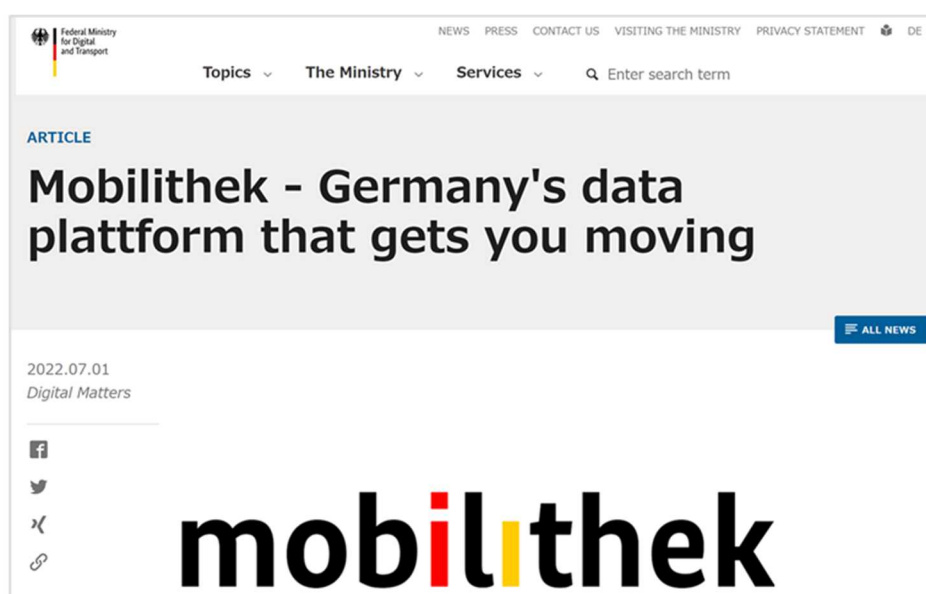 Federal Ministry
for Digital
and Transport
NEWS PRESS CONTACT US VISITING THE MINISTRY PRIVACY STATEMENT DE
Topics The Ministry Services Enter search term
ARTICLE
Mobilithek - Germany's data
plattform that gets you moving
ALL NEWS
2022.07.01
Digital Matters
mobilithek